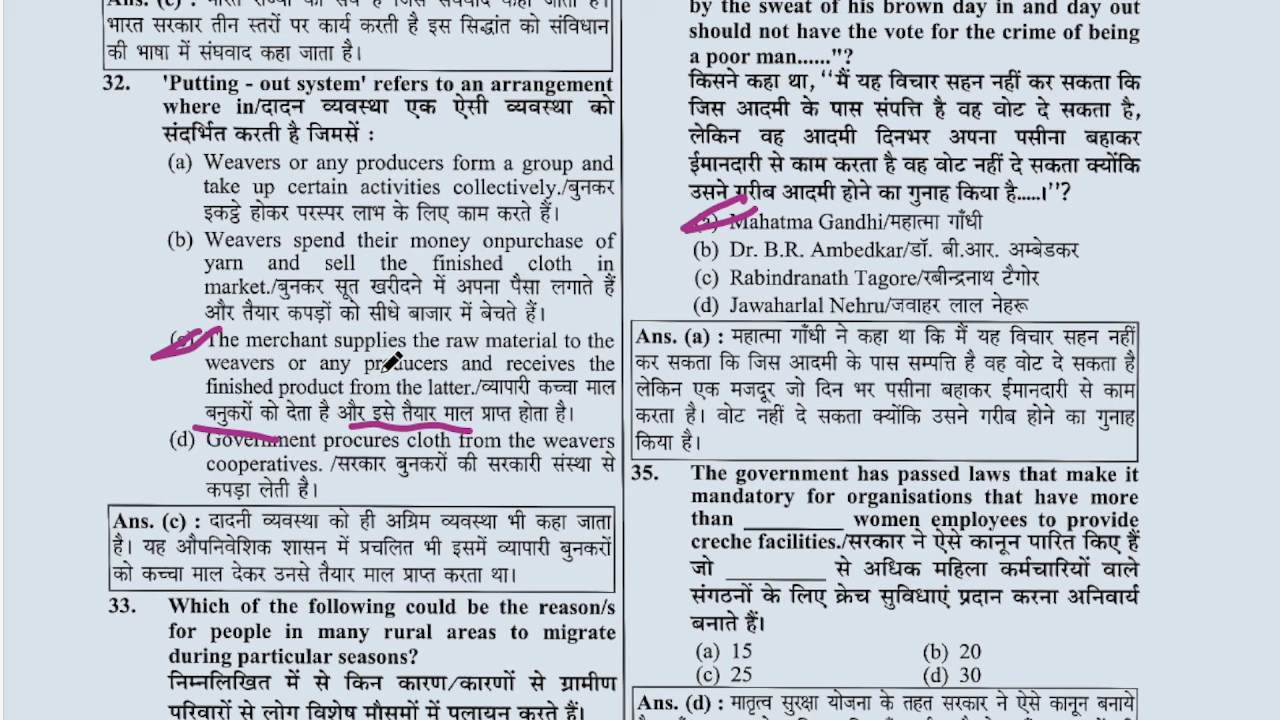 Ans. (c) : भारत राज्यों का संघ है जिसे संघवाद कहा जाता है।
भारत सरकार तीन स्तरों पर कार्य करती है इस सिद्धांत को संविधान
की भाषा में संघवाद कहा जाता है।
32. 'Putting - out system' refers to an arrangement
where in/दादन व्यवस्था एक ऐसी व्यवस्था को
संदर्भित करती है जिमसें :
(a) Weavers or any producers form a group and
take up certain activities collectively./बुनकर
इकट्ठे होकर परस्पर लाभ के लिए काम करते हैं।
(b) Weavers spend their money onpurchase of
yarn and sell the finished cloth in
market./बुनकर सूत खरीदने में अपना पैसा लगाते हैं
और तैयार कपड़ों को सीधे बाजार में बेचते हैं।
(c) The merchant supplies the raw material to the
weavers or any producers and receives the
finished product from the latter./व्यापारी कच्चा माल
बनुकरों को देता है और इसे तैयार माल प्राप्त होता है।
(d) Government procures cloth from the weavers
cooperatives. /सरकार बुनकरों की सरकारी संस्था से
कपड़ा लेती है।
Ans. (c) : दादनी व्यवस्था को ही अग्रिम व्यवस्था भी कहा जाता
है। यह औपनिवेशिक शासन में प्रचलित भी इसमें व्यापारी बुनकरों
को कच्चा माल देकर उनसे तैयार माल प्राप्त करता था।
33. Which of the following could be the reason/s
for people in many rural areas to migrate
during particular seasons?
निम्नलिखित में से किन कारण/कारणों से ग्रामीण
परिवारों से लोग विशेष मौसमों में पलायन करते हैं।
by the sweat of his brown day in and day out
should not have the vote for the crime of being
a poor man......"?
किसने कहा था, ‘‘मैं यह विचार सहन नहीं कर सकता कि
जिस आदमी के पास संपत्ति है वह वोट दे सकता है,
लेकिन वह आदमी दिनभर अपना पसीना बहाकर
ईमानदारी से काम करता है वह वोट नहीं दे सकता क्योंकि
उसने गरीब आदमी होने का गुनाह किया है.....।’’?
(a) Mahatma Gandhi/महात्मा गाँधी
(b) Dr. B.R. Ambedkar/डॉ. बी.आर. अम्बेडकर
(c) Rabindranath Tagore/रबीन्द्रनाथ टैगोर
(d) Jawaharlal Nehru/जवाहर लाल नेहरू
Ans. (a) : महात्मा गाँधी ने कहा था कि मैं यह विचार सहन नहीं
कर सकता कि जिस आदमी के पास सम्पत्ति है वह वोट दे सकता है
लेकिन एक मजदूर जो दिन भर पसीना बहाकर ईमानदारी से काम
करता है। वोट नहीं दे सकता क्योंकि उसने गरीब होने का गुनाह
किया है।
35. The government has passed laws that make it
mandatory for organisations that have more
than _________ women employees to provide
creche facilities./सरकार ने ऐसे कानून पारित किए हैं
जो _________ से अधिक महिला कर्मचारियों वाले
संगठनों के लिए क्रेच सुविधाएं प्रदान करना अनिवार्य
बनाते हैं।
(a) 15 (b) 20
(c) 25 (d) 30
Ans. (d) : मातृत्व सुरक्षा योजना के तहत सरकार ने ऐसे कानून बनाये